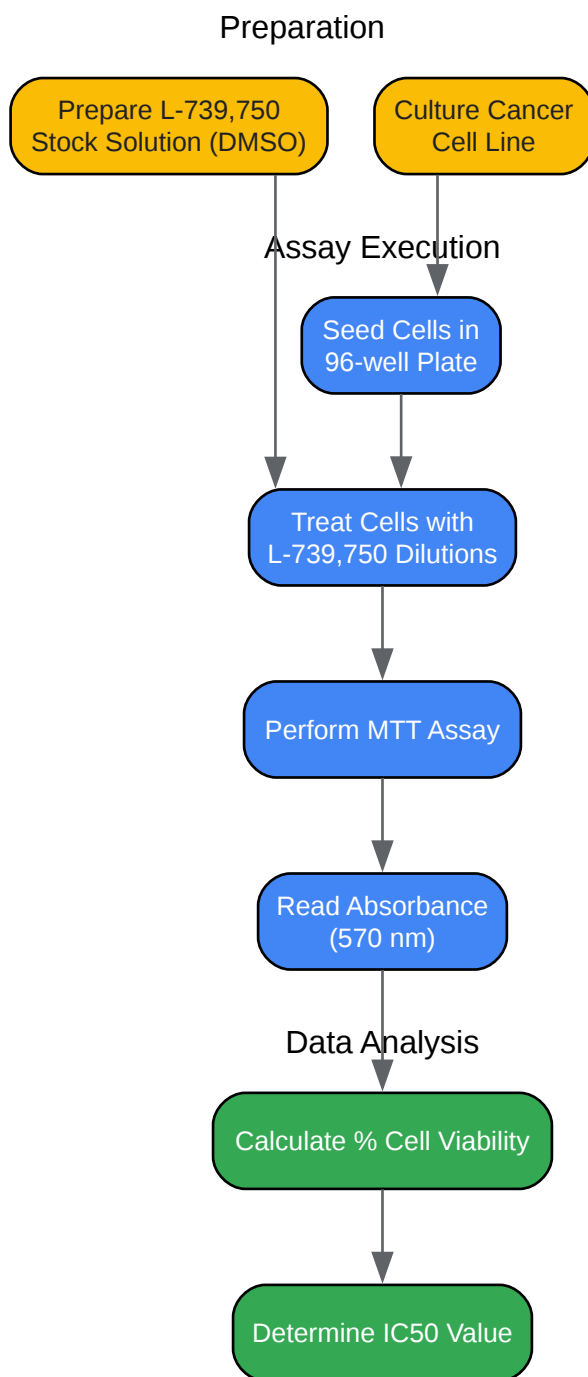 Preparation
Prepare L-739,750
Stock Solution (DMSO)
Culture Cancer
Cell Line
Assay Execution
Seed Cells in
96-well Plate
Treat Cells with
L-739,750 Dilutions
Perform MTT Assay
Read Absorbance
(570 nm)
Data Analysis
Calculate % Cell Viability
Determine IC50 Value